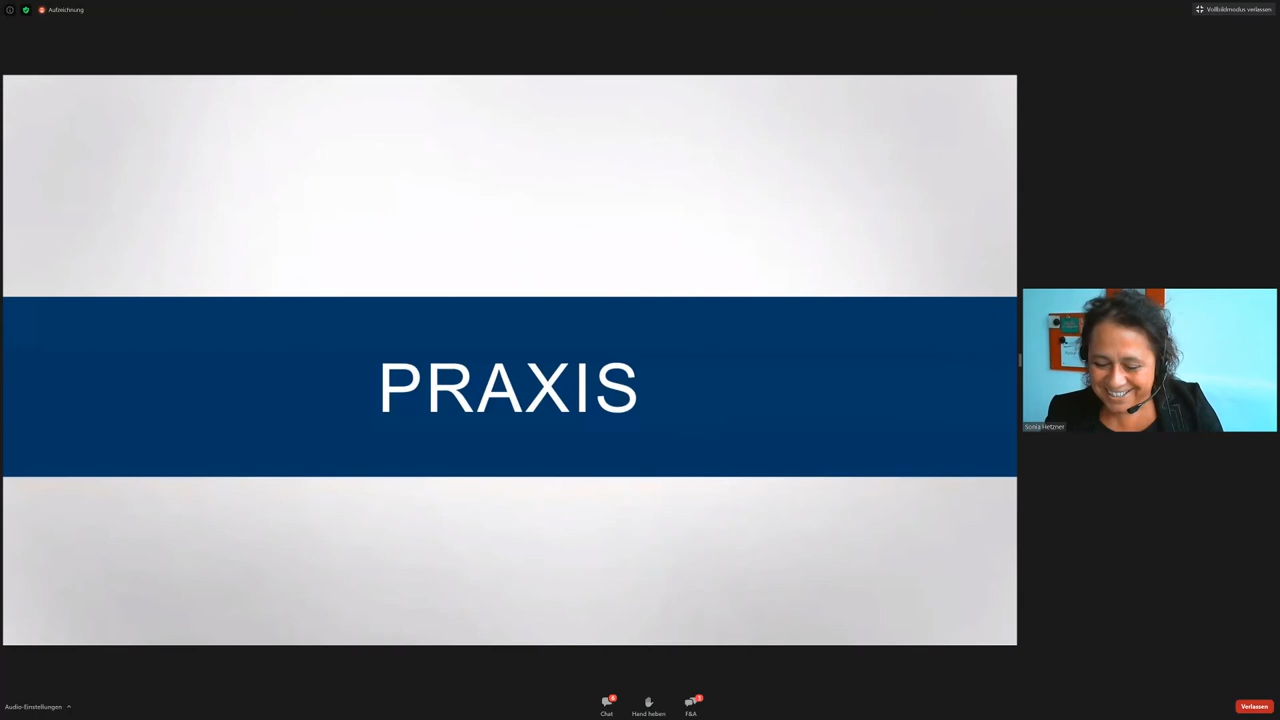 Aufzeichnung
Vollbildmodus verlassen
PRAXIS
Sonia Hetzner
Audio-Einstellungen
Chat
Hand heben
F&A
Verlassen